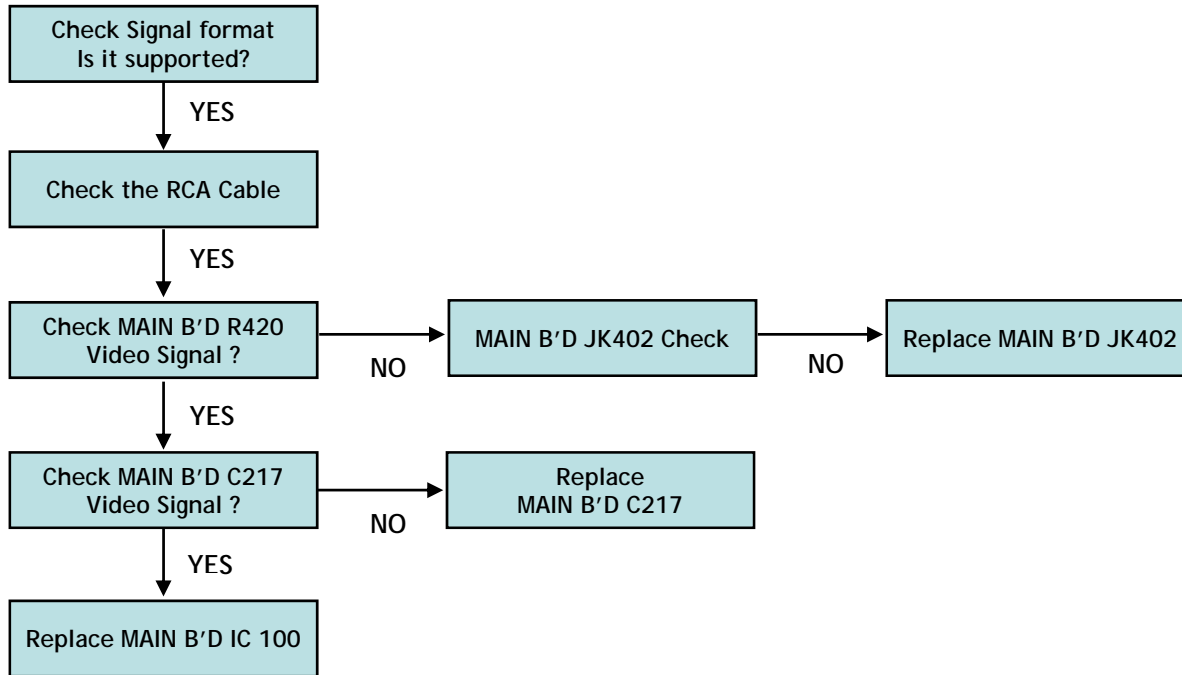 Check Signal format
Is it supported?
YES
Check the RCA Cable
YES
Check MAIN B'D R420
Video Signal ?
NO
MAIN B'D JK402 Check
NO
Replace MAIN B'D JK402
YES
Check MAIN B'D C217
Video Signal ?
NO
Replace
MAIN B'D C217
YES
Replace MAIN B'D IC 100